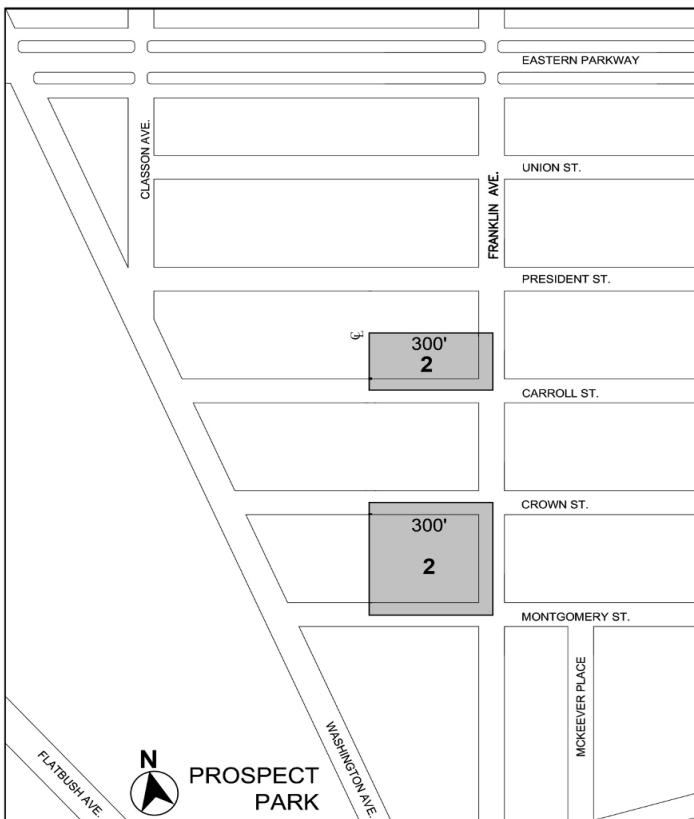 EASTERN PARKWAY
CLASSON AVE.
UNION ST.
FRANKLIN AVE.
PRESIDENT ST.
℄
300'
2
CARROLL ST.
CROWN ST.
300'
2
MONTGOMERY ST.
MCKEEVER PLACE
WASHINGTON AVE.
FLATBUSH AVE.
N
PROSPECT
PARK